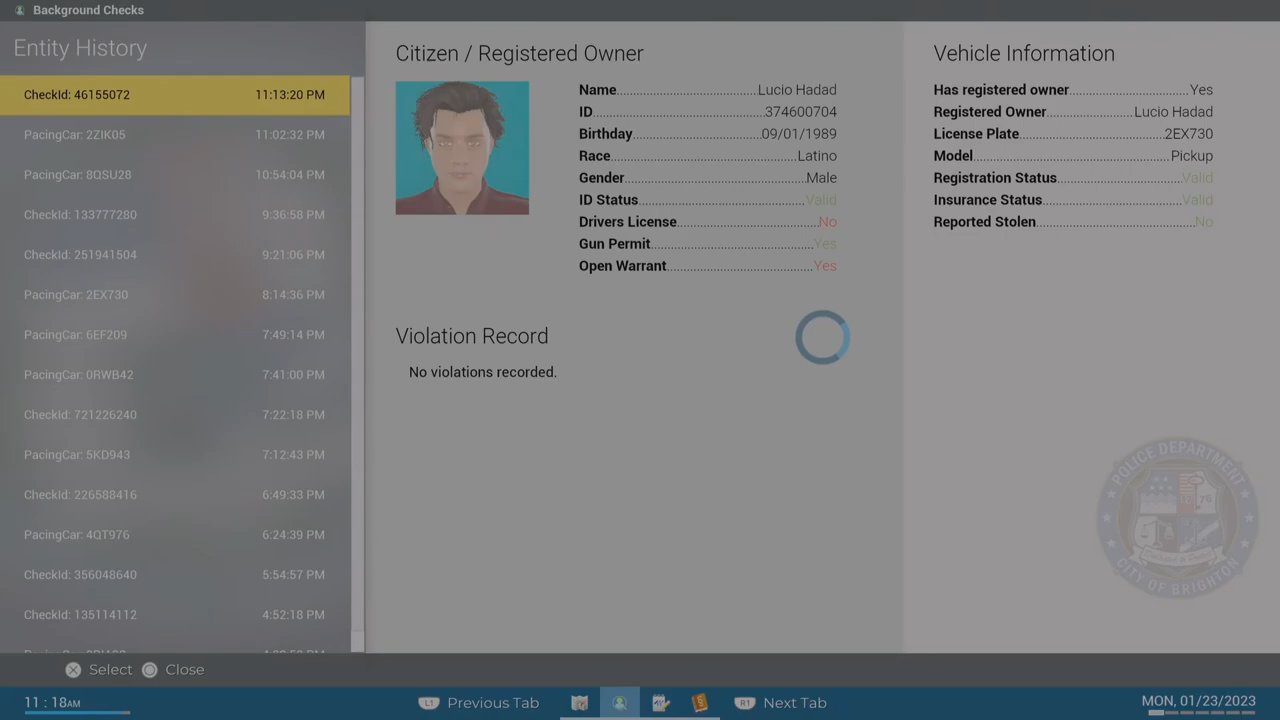 Background Checks
Entity History
CheckId: 46155072 11:13:20 PM
PacingCar: 2ZIK05 11:02:32 PM
PacingCar: 8QSU28 10:54:04 PM
CheckId: 133777280 9:36:58 PM
CheckId: 251941504 9:21:06 PM
PacingCar: 2EX730 8:14:36 PM
PacingCar: 6EF209 7:49:14 PM
PacingCar: 0RWB42 7:41:00 PM
CheckId: 721226240 7:22:18 PM
PacingCar: 5KD943 7:12:43 PM
CheckId: 226588416 6:49:33 PM
PacingCar: 4QT976 6:24:39 PM
CheckId: 356048640 5:54:57 PM
CheckId: 135114112 4:52:18 PM
Citizen / Registered Owner
Name Lucio Hadad
ID 374600704
Birthday 09/01/1989
Race Latino
Gender Male
ID Status Valid
Drivers License No
Gun Permit Yes
Open Warrant Yes
Violation Record
No violations recorded.
Vehicle Information
Has registered owner Yes
Registered Owner Lucio Hadad
License Plate 2EX730
Model Pickup
Registration Status Valid
Insurance Status Valid
Reported Stolen No
POLICE DEPARTMENT
76
CITY OF BRIGHTON
Select Close
11 : 18AM
L1 Previous Tab
R1 Next Tab
MON, 01/23/2023